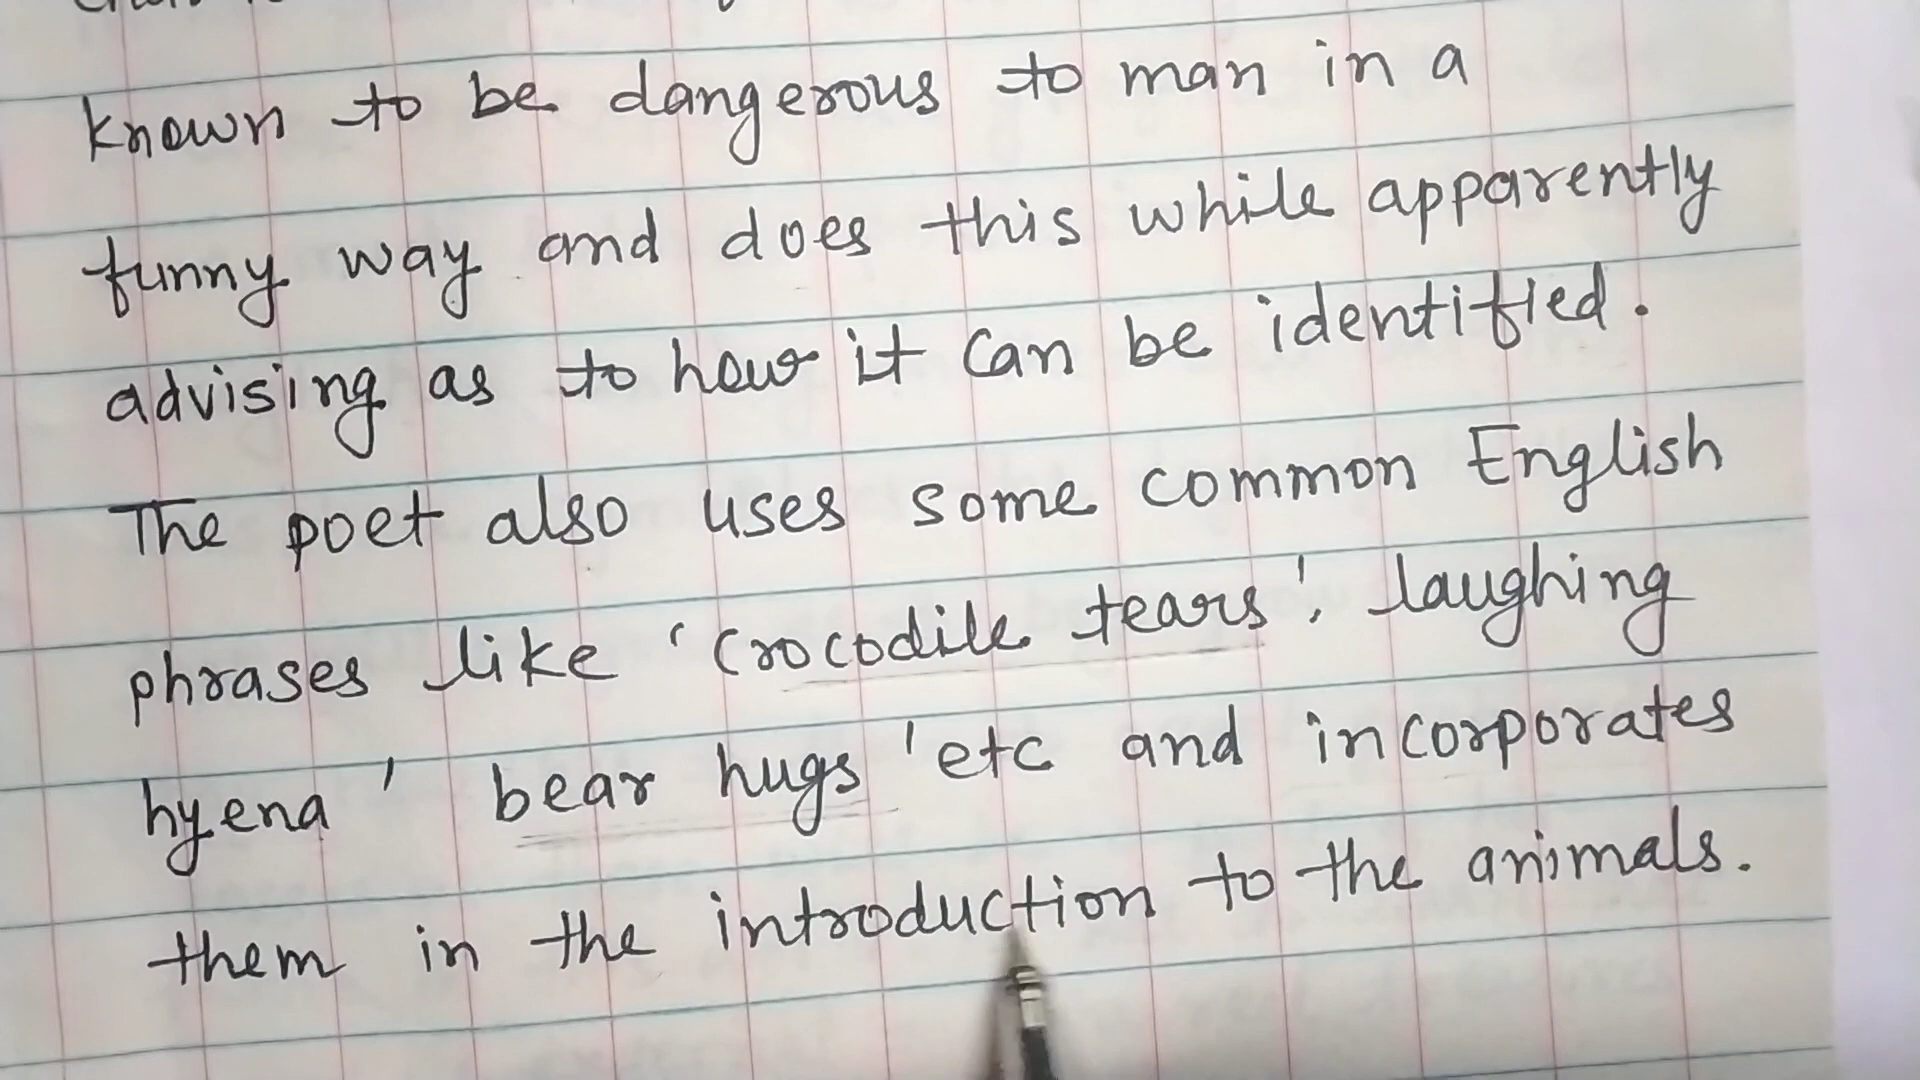 known to be dangerous to man in a
funny way and does this while apparently
advising as to how it can be identified.
The poet also uses some common English
phrases like 'Crocodile tears', laughing
hyena' bear hugs 'etc and incorporates
them in the introduction to the animals.